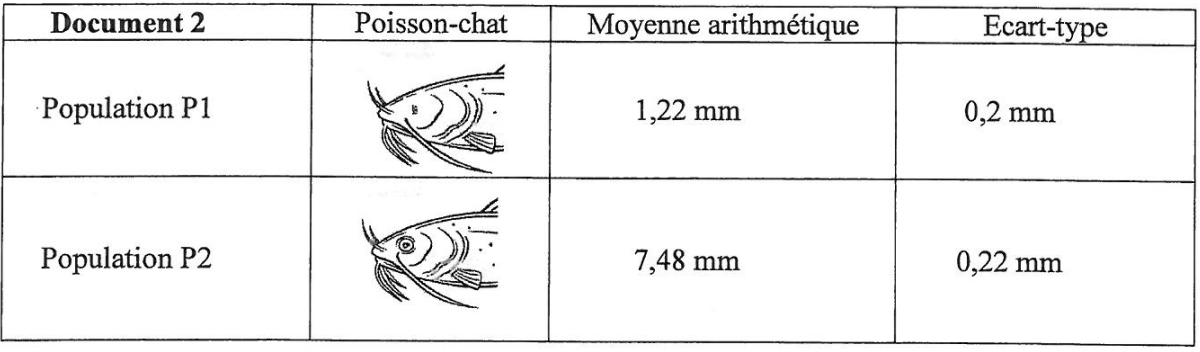 Document 2 Poisson-chat Moyenne arithmétique Ecart-type
Population P1 1,22 mm 0,2 mm
Population P2 7,48 mm 0,22 mm